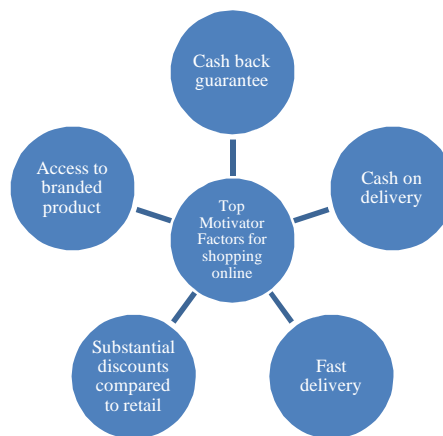 Cash back
guarantee
Access to
branded
product
Cash on
delivery
Top
Motivator
Factors for
shopping
online
Substantial
discounts
compared
to retail
Fast
delivery